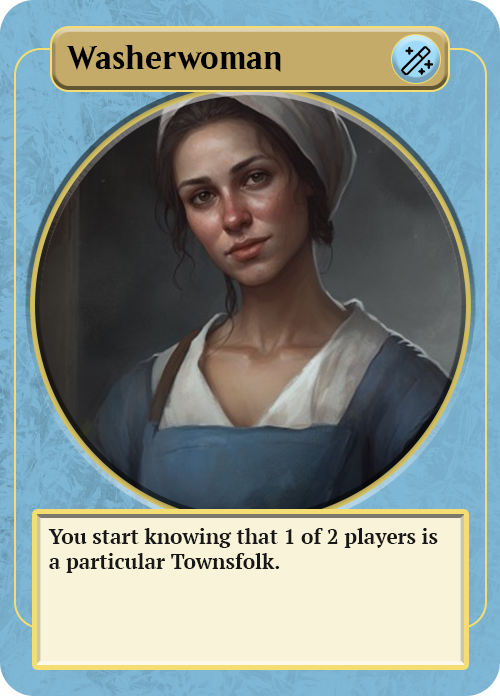 Washerwoman
You start knowing that 1 of 2 players is
a particular Townsfolk.